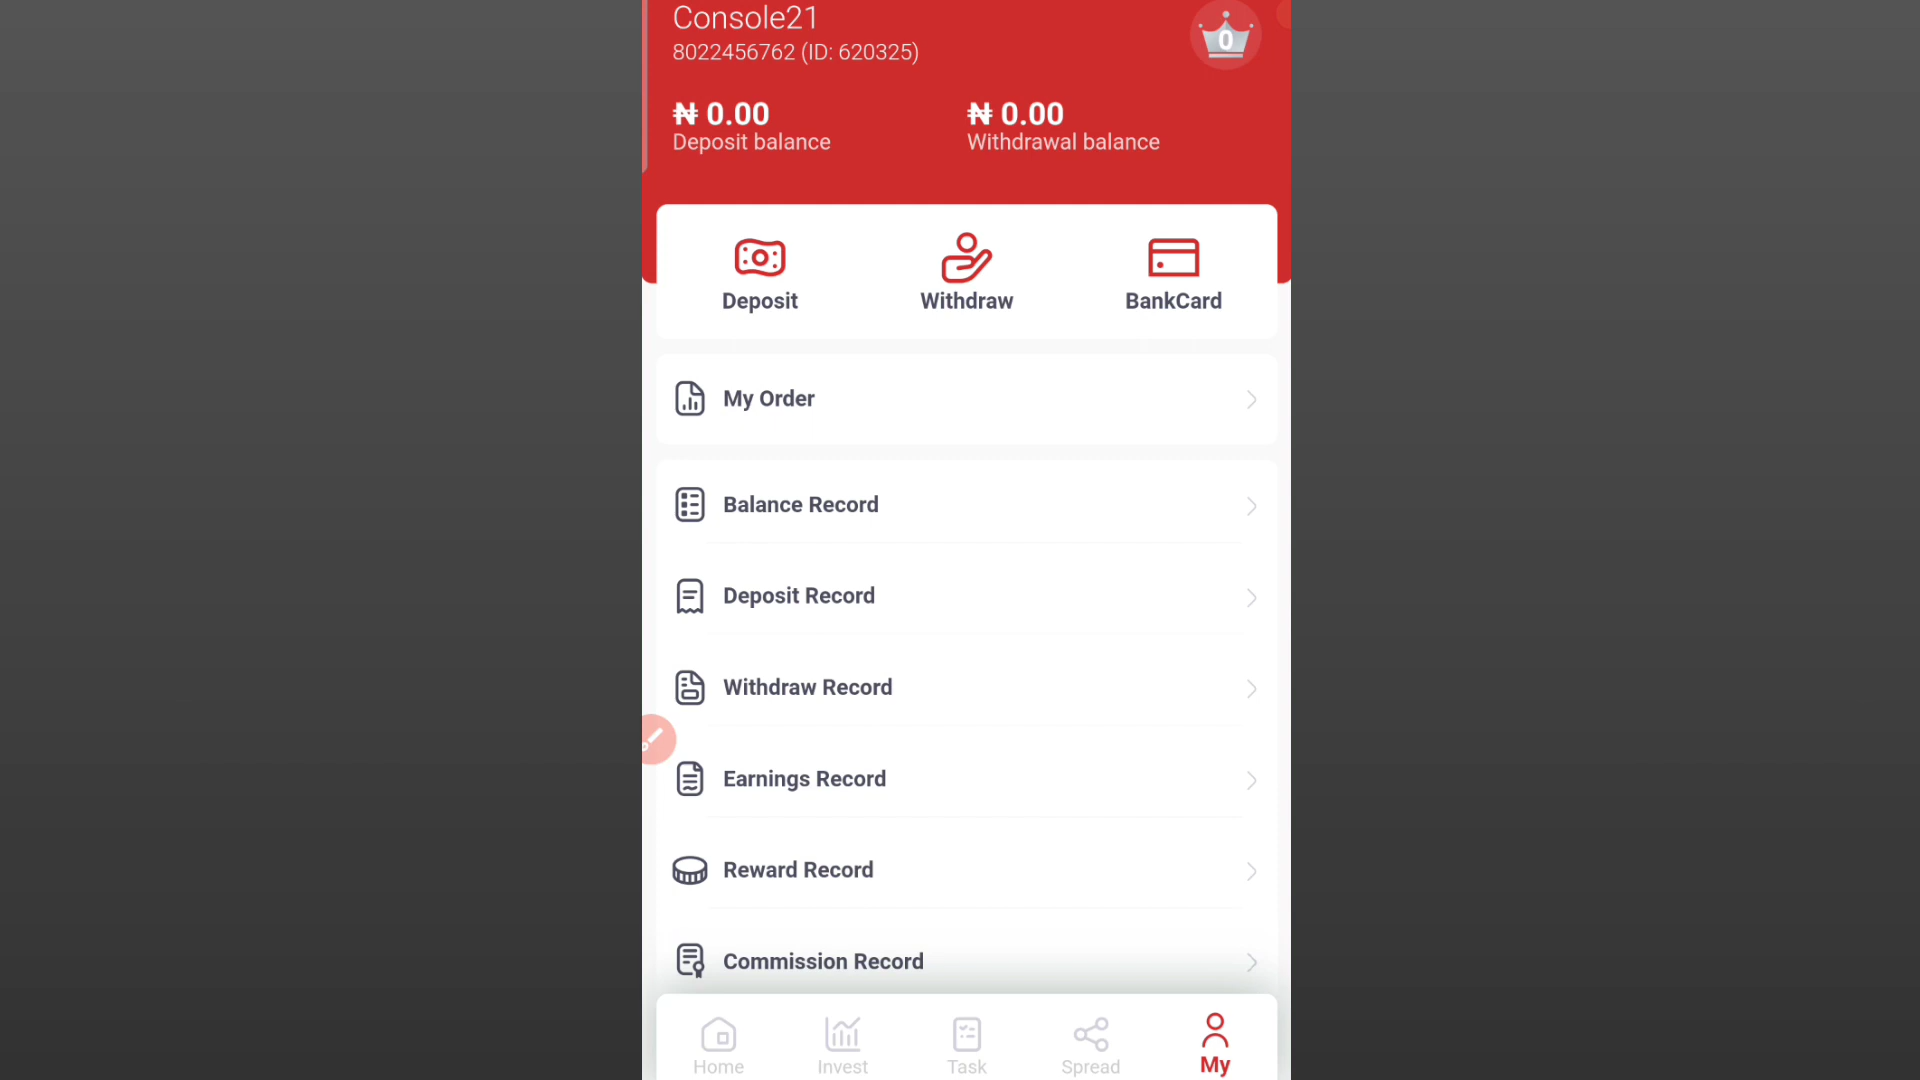 Console21
8022456762 (ID: 620325)
0
₦ 0.00
Deposit balance
₦ 0.00
Withdrawal balance
Deposit
Withdraw
BankCard
My Order
Balance Record
Deposit Record
Withdraw Record
Earnings Record
Reward Record
Commission Record
Home
Invest
Task
Spread
My